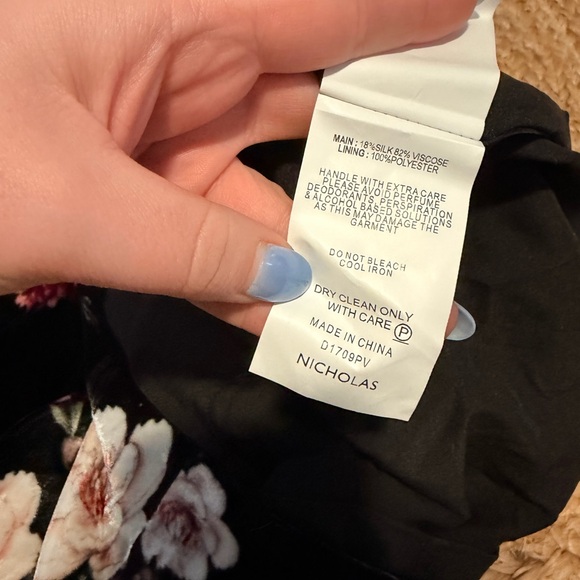 MAIN : 18%SILK 82% VISCOSE
LINING : 100%POLYESTER
HANDLE WITH EXTRA CARE
PLEASE AVOID PERFUME
DEODORANTS, PERSPIRATION
& ALCOHOL BASED SOLUTIONS
AS THIS MAY DAMAGE THE
GARMENT
DO NOT BLEACH
COOL IRON
DRY CLEAN ONLY
WITH CARE P
MADE IN CHINA
D1709PV
NICHOLAS